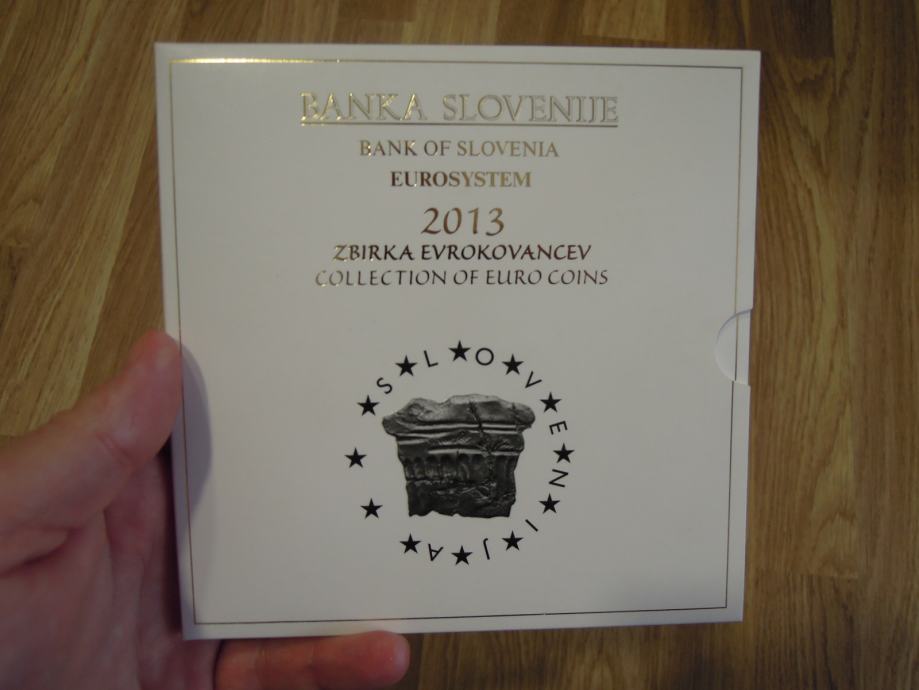 BANKA SLOVENIJE
BANK OF SLOVENIA
EUROSYSTEM
2013
ZBIRKA EVROKOVANCEV
COLLECTION OF EURO COINS
SLOVENIJA